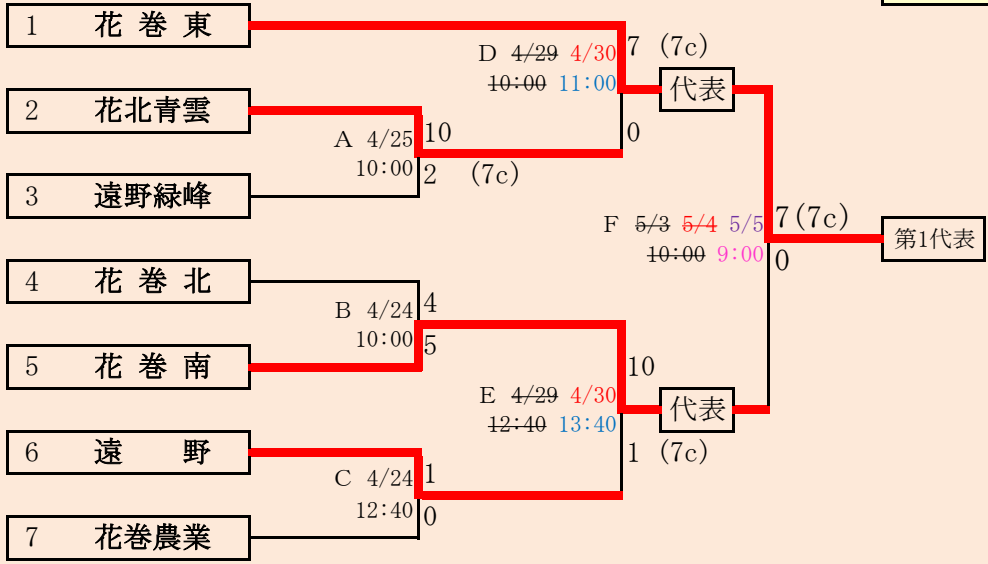 1 花巻東
D 4/29 4/30
10:00 11:00
7 (7c)
代表
0
2 花北青雲
A 4/25
10:00
10
2 (7c)
3 遠野緑峰
F 5/3 5/4 5/5
10:00 9:00
7(7c)
0
第1代表
4 花巻北
B 4/24
10:00
4
5
5 花巻南
E 4/29 4/30
12:40 13:40
10
代表
1 (7c)
6 遠野
C 4/24
12:40
1
0
7 花巻農業